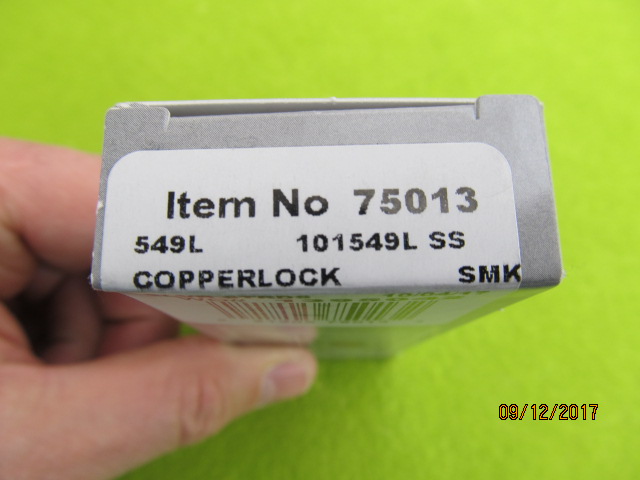 Item No 75013
549L 101549L SS
COPPERLOCK SMK
09/12/2017